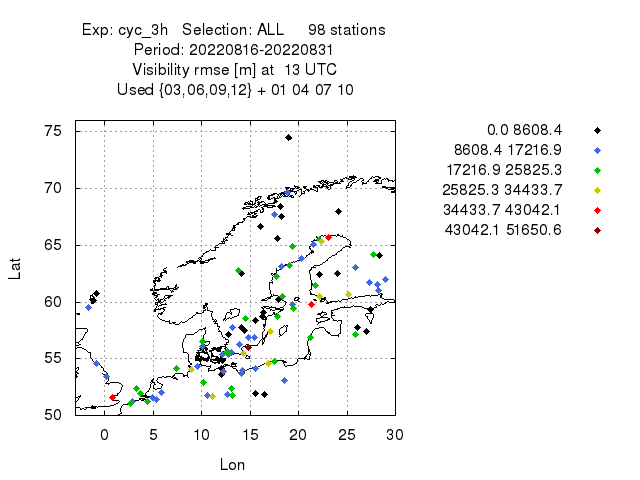 Exp: cyc_3h Selection: ALL 98 stations
Period: 20220816-20220831
Visibility rmse [m] at 13 UTC
Used {03,06,09,12} + 01 04 07 10
0.0 8608.4
8608.4 17216.9
17216.9 25825.3
25825.3 34433.7
34433.7 43042.1
43042.1 51650.6
75
70
65
60
55
50
Lat
0 5 10 15 20 25 30
Lon